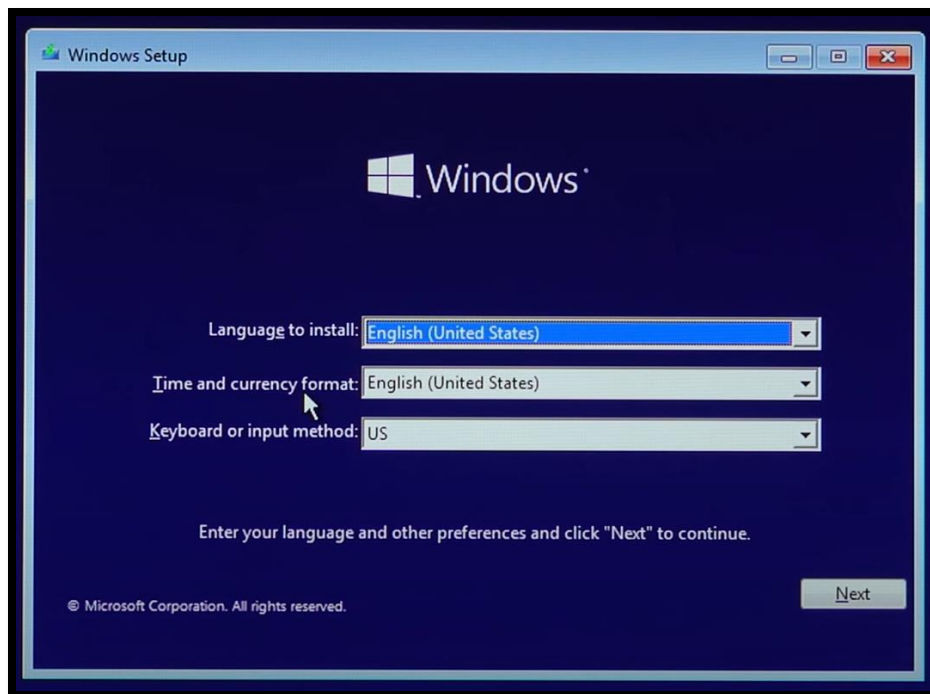 Windows Setup
Windows
Language to install: English (United States)
Time and currency format: English (United States)
Keyboard or input method: US
Enter your language and other preferences and click "Next" to continue.
Next
© Microsoft Corporation. All rights reserved.